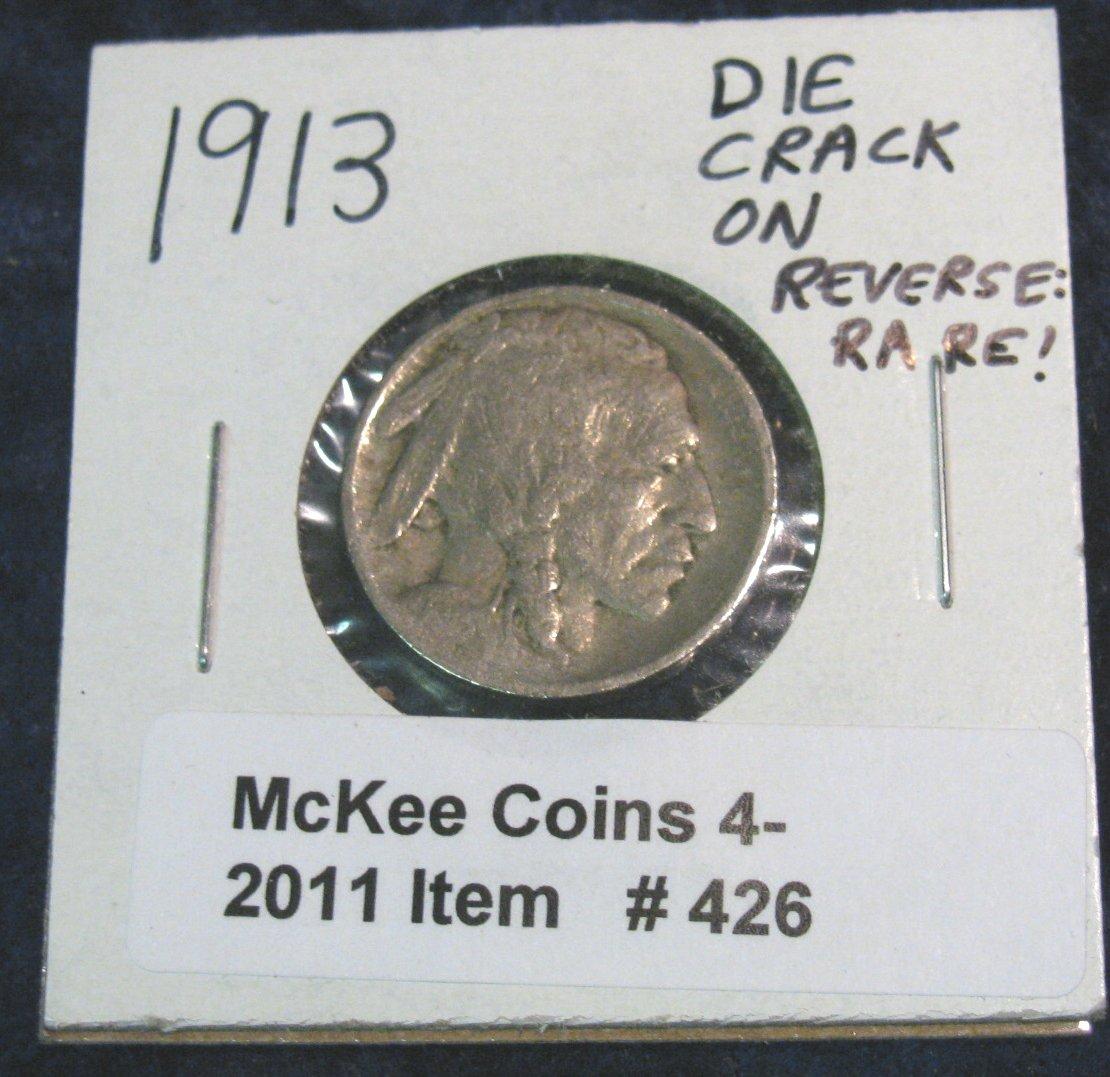 1913
DIE
CRACK
ON
REVERSE:
RARE!
McKee Coins 4-
2011 Item # 426